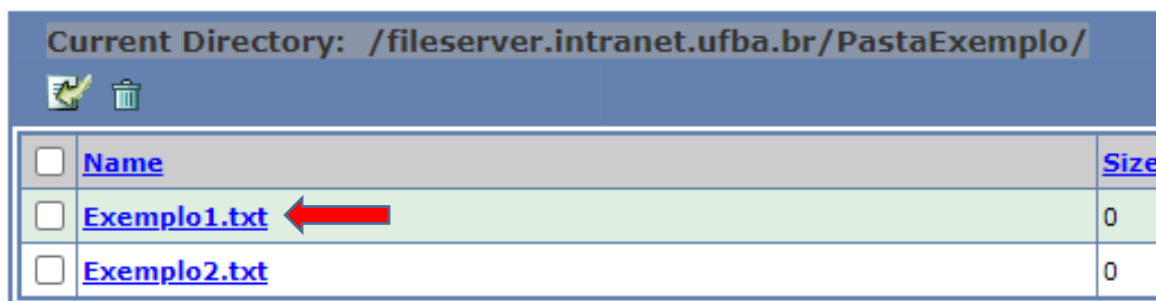 Current Directory: /fileserver.intranet.ufba.br/PastaExemplo/
Name Size
Exemplo1.txt 0
Exemplo2.txt 0